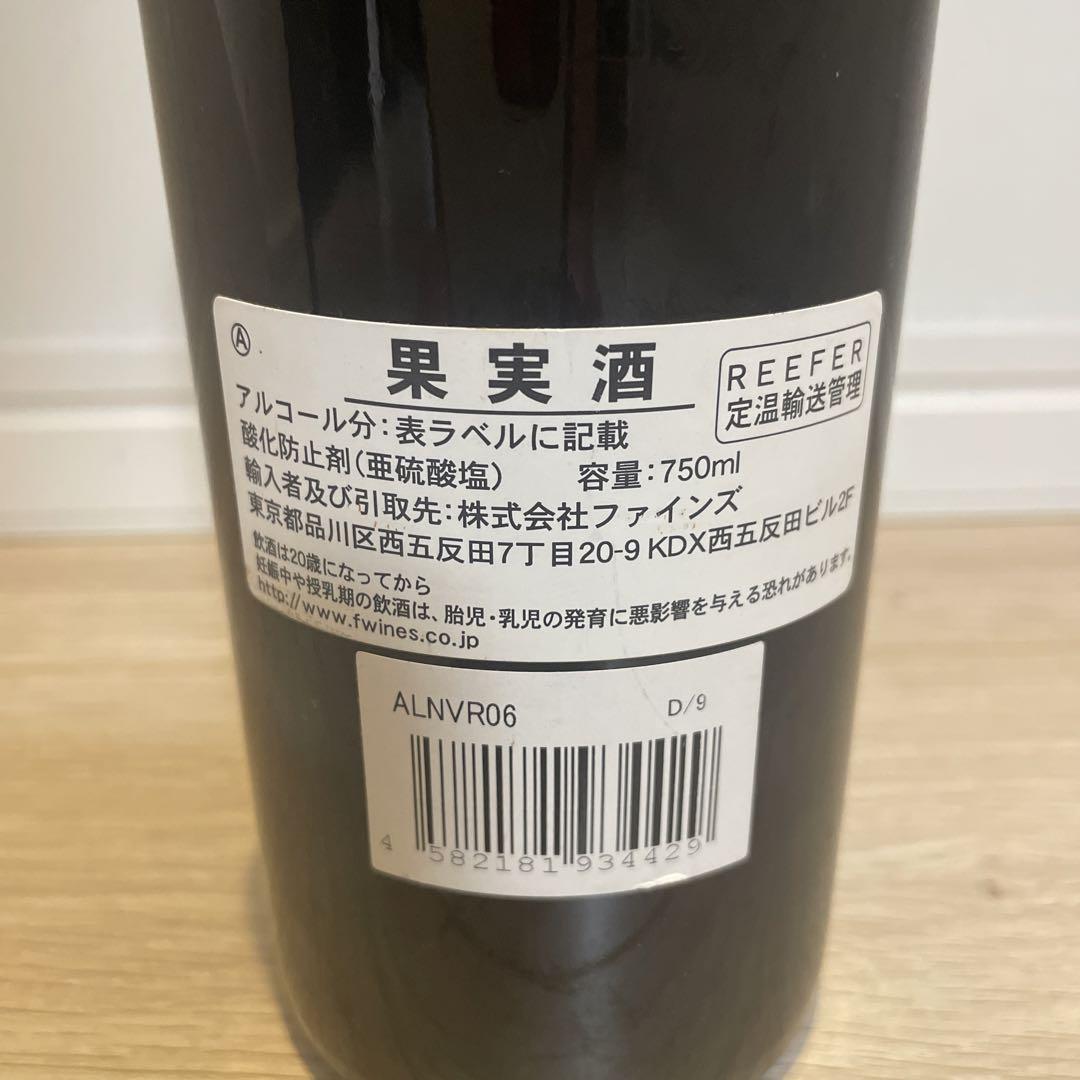 Ⓐ
果実酒
REEFER
定温輸送管理
アルコール分:表ラベルに記載
酸化防止剤(亜硫酸塩) 容量:750ml
輸入者及び引取先:株式会社ファインズ
東京都品川区西五反田7丁目20-9 KDX西五反田ビル2F
飲酒は20歳になってから
妊娠中や授乳期の飲酒は、胎児・乳児の発育に悪影響を与える恐れがあります。
http://www.fwines.co.jp
ALNVR06 D/9
4 582181 934429